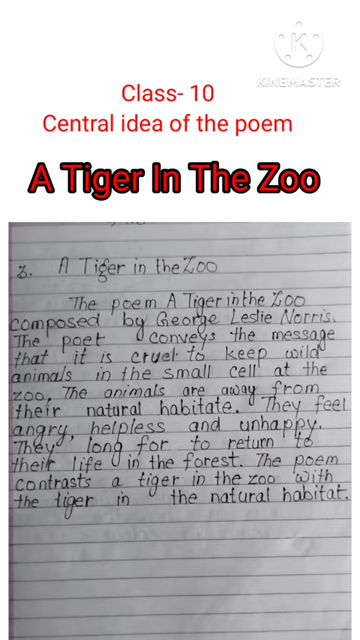 KINEMASTER
Class- 10
Central idea of the poem
A Tiger In The Zoo
3. A Tiger in the Zoo
The poem A Tiger in the Zoo
composed by George Leslie Norris.
The poet conveys the message
that it is cruel to keep wild
animals in the small cell at the
zoo. The animals are away from
their natural habitate. They feel
angry, helpless and unhappy.
They long for to return to
their life in the forest. The poem
contrasts a tiger in the zoo with
the tiger in the natural habitat.